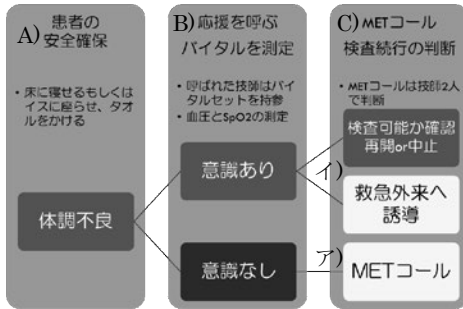 A) 患者の
安全確保
・床に寝せるもしくは
イスに座らせ、タオ
ルをかける
体調不良
B) 応援を呼ぶ
バイタルを測定
・呼ばれた技師はバイ
タルセットを持参
・血圧とSpO2の測定
意識あり
意識なし
C) METコール
検査続行の判断
・METコールは技師2人
で判断
検査可能か確認
再開or中止
イ)
救急外来へ
誘導
ア)
METコール